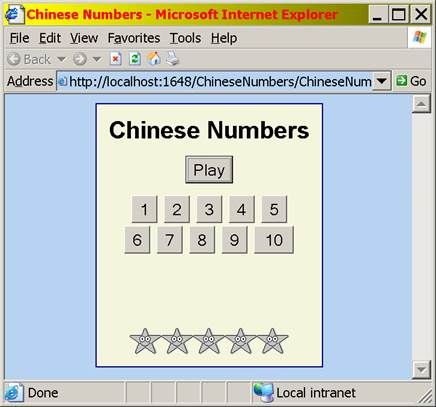 Chinese Numbers - Microsoft Internet Explorer
File Edit View Favorites Tools Help
Back
Address http://localhost:1648/ChineseNumbers/ChineseNum Go
Chinese Numbers
Play
1 2 3 4 5
6 7 8 9 10
Done Local intranet